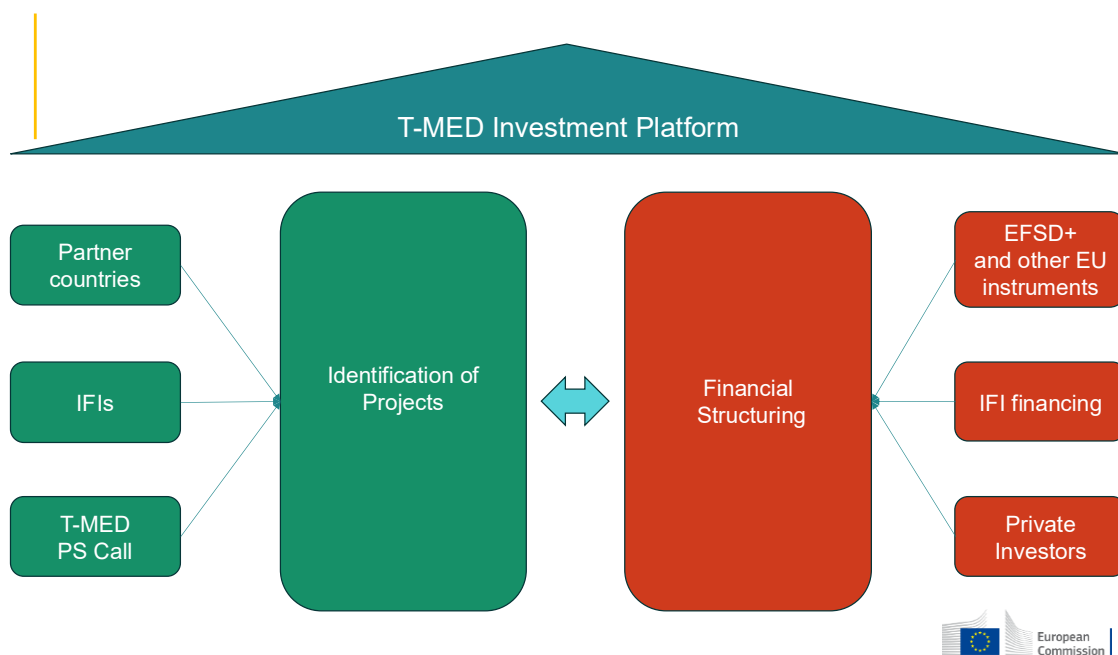 T-MED Investment Platform
Partner
countries
IFIs
T-MED
PS Call
Identification of
Projects
Financial
Structuring
EFSD+
and other EU
instruments
IFI financing
Private
Investors
European
Commission